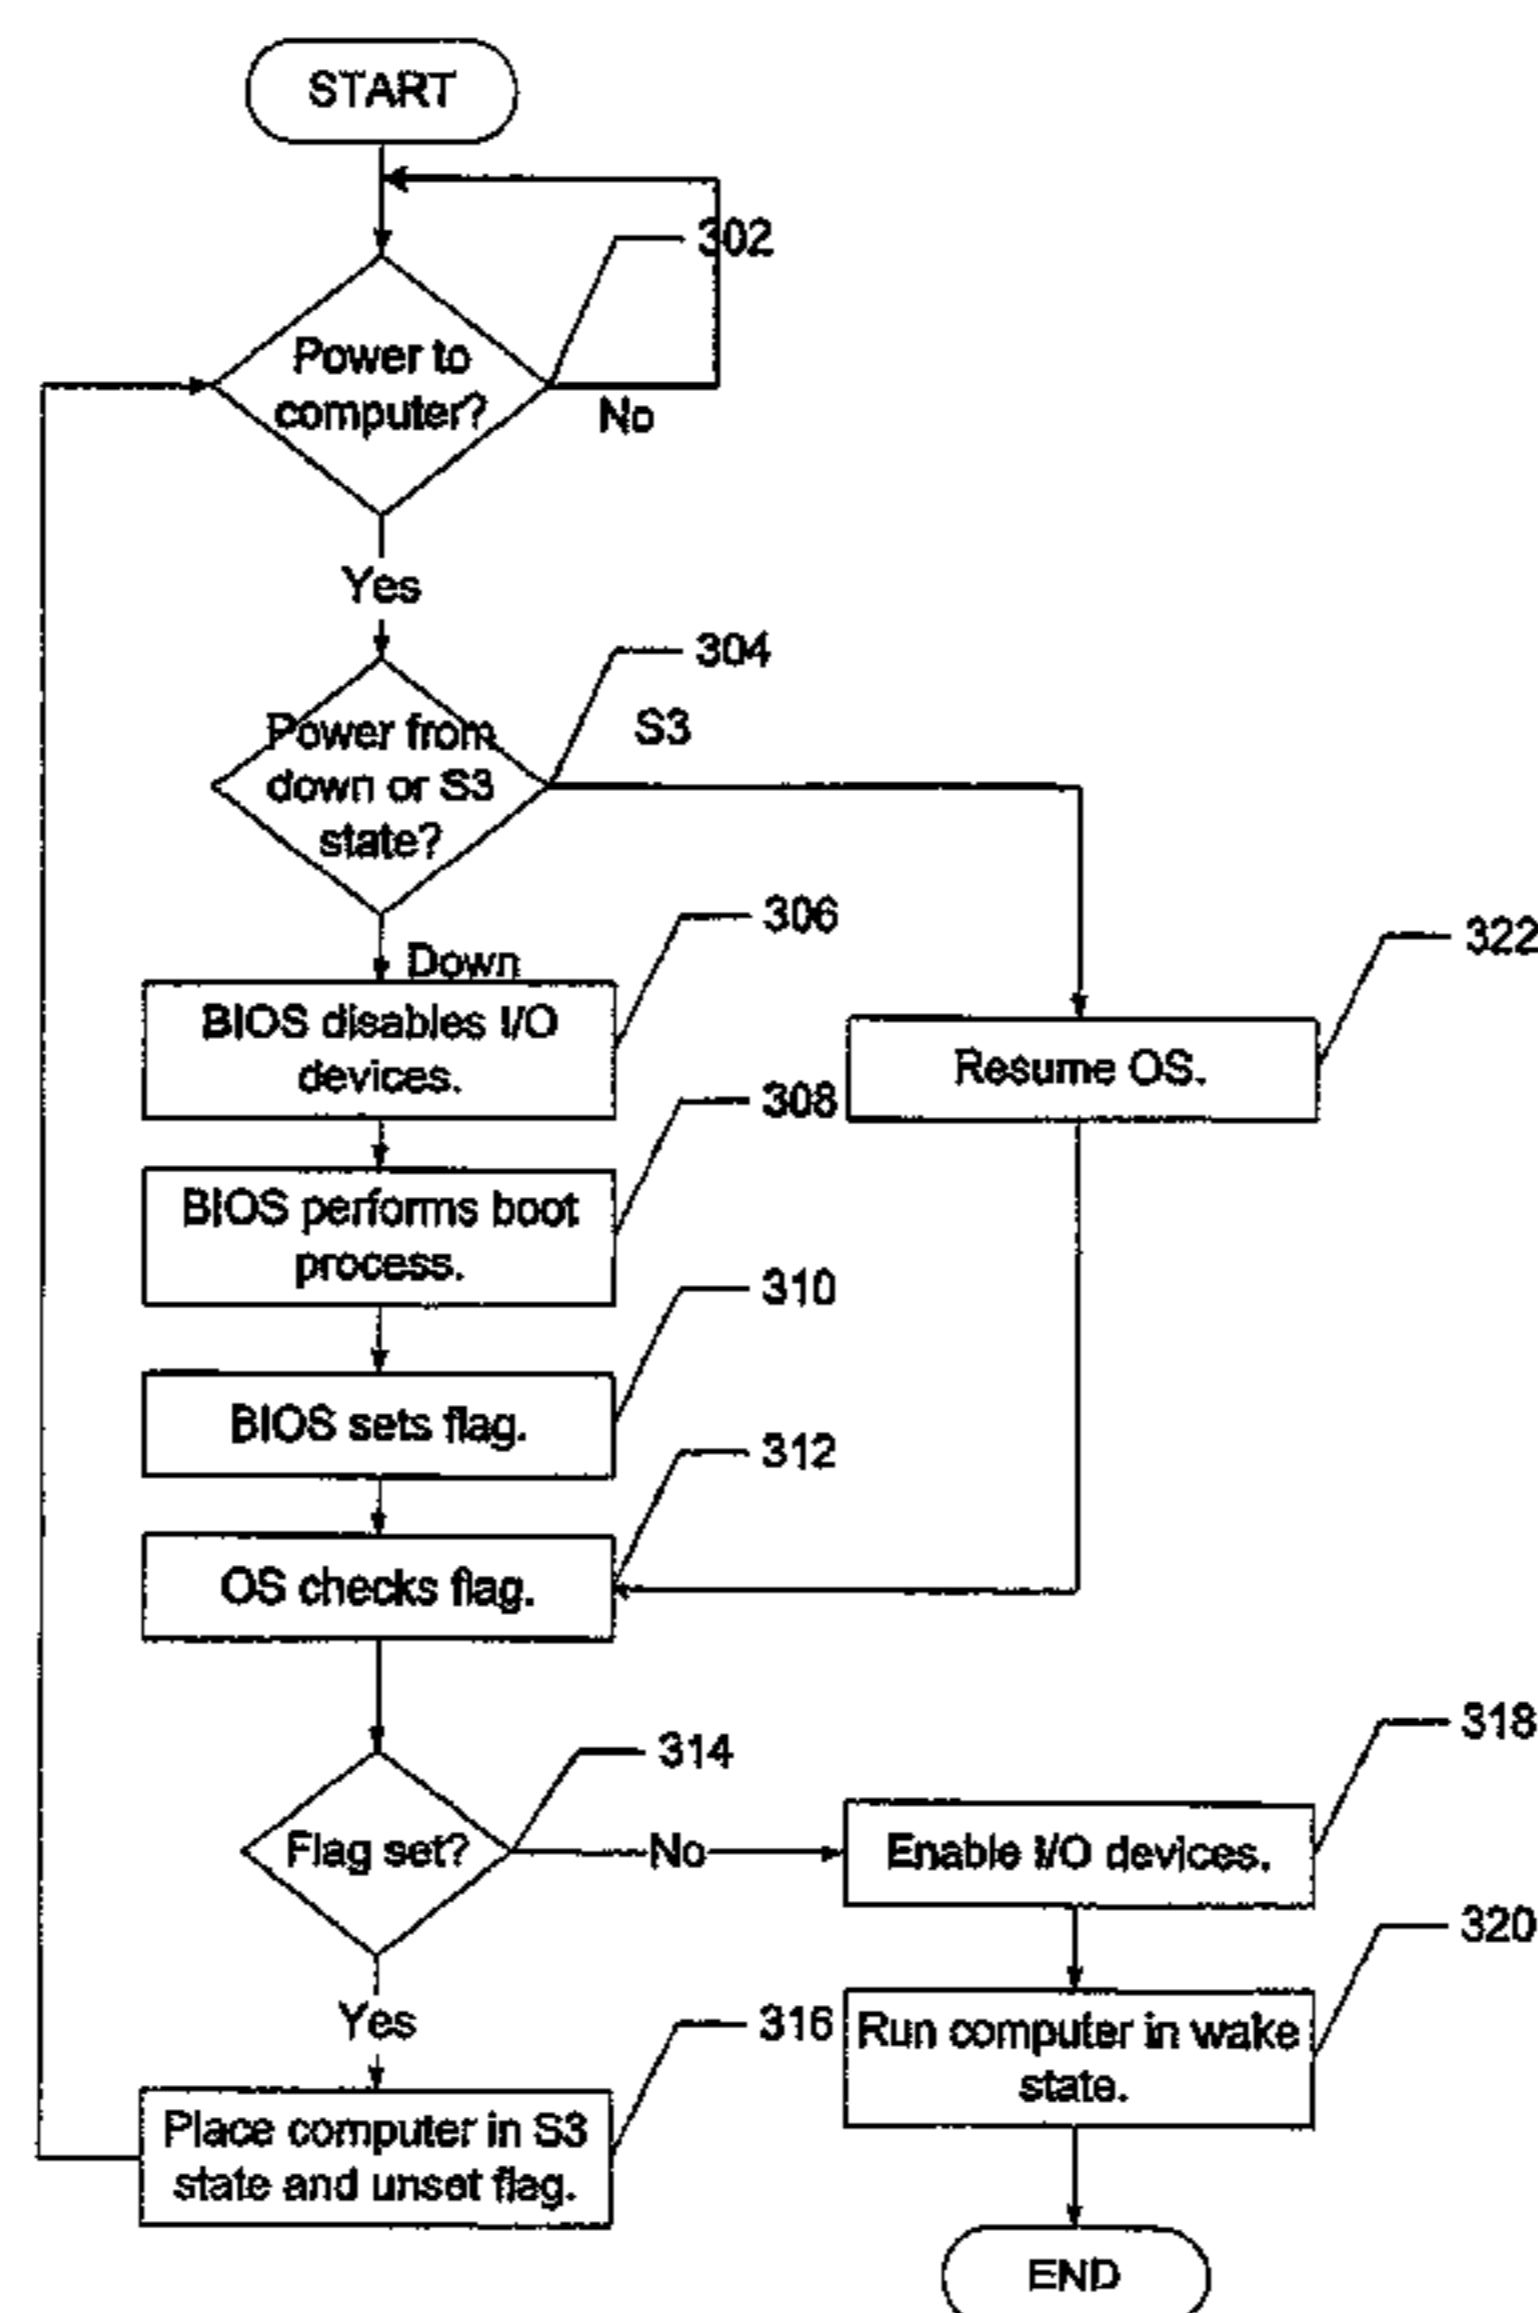 START
302
Power to
computer?
No
Yes
304
Power from
down or S3
state?
S3
Down
306
BIOS disables I/O
devices.
322
Resume OS.
308
BIOS performs boot
process.
310
BIOS sets flag.
312
OS checks flag.
314
Flag set?
No
318
Enable I/O devices.
Yes
320
Run computer in wake
state.
316
Place computer in S3
state and unset flag.
END